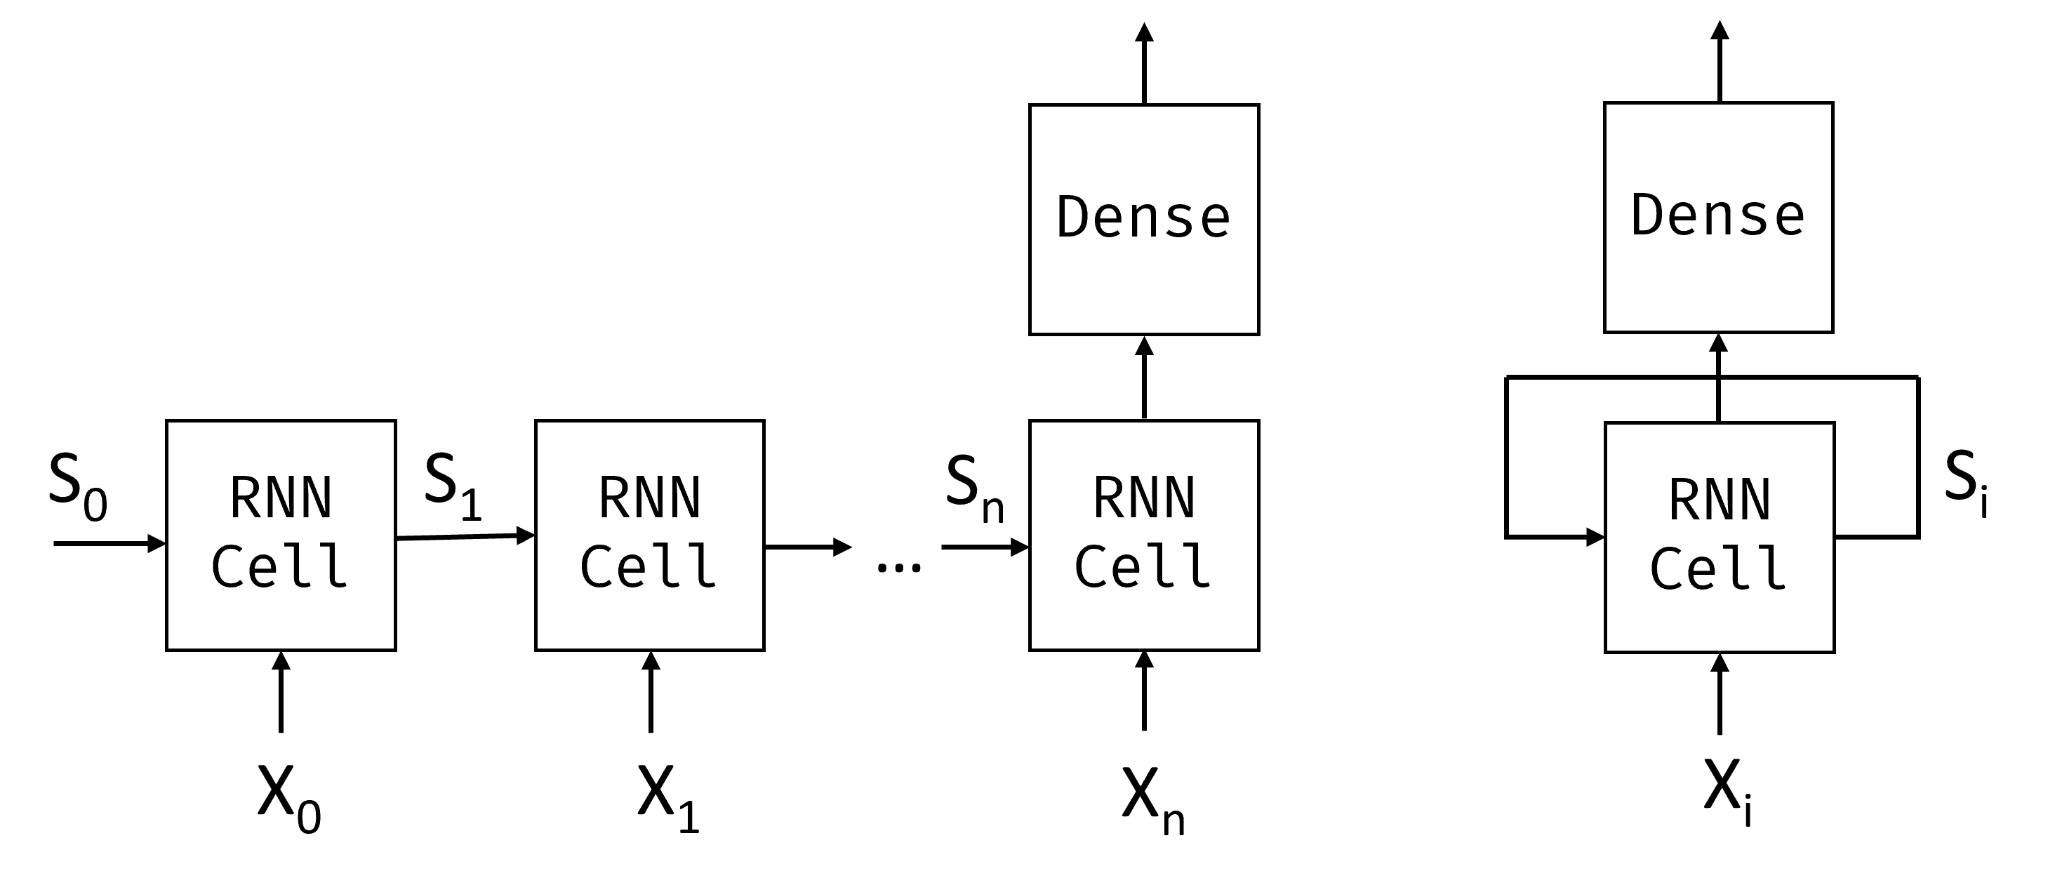 Dense
Dense
S0
RNN
Cell
S1
RNN
Cell
...
Sn
RNN
Cell
RNN
Cell
Si
X0
X1
Xn
Xi